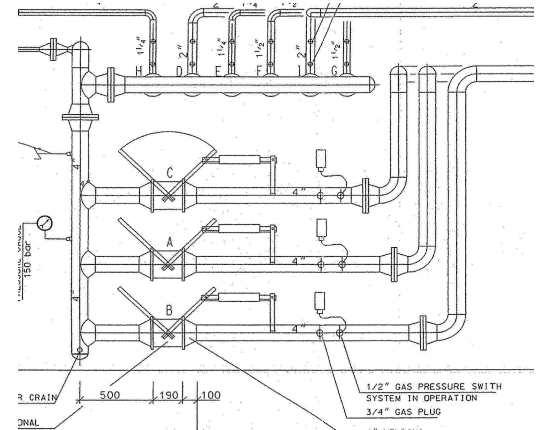 1¼"
2"
1¼"
1½"
2"
1½"
H
D
E
F
I
G
4"
C
4"
150 bar
A
4"
4"
B
4"
500
190
100
1/2" GAS PRESSURE SWITH
SYSTEM IN OPERATION
3/4" GAS PLUG
R CRAIN
IONAL